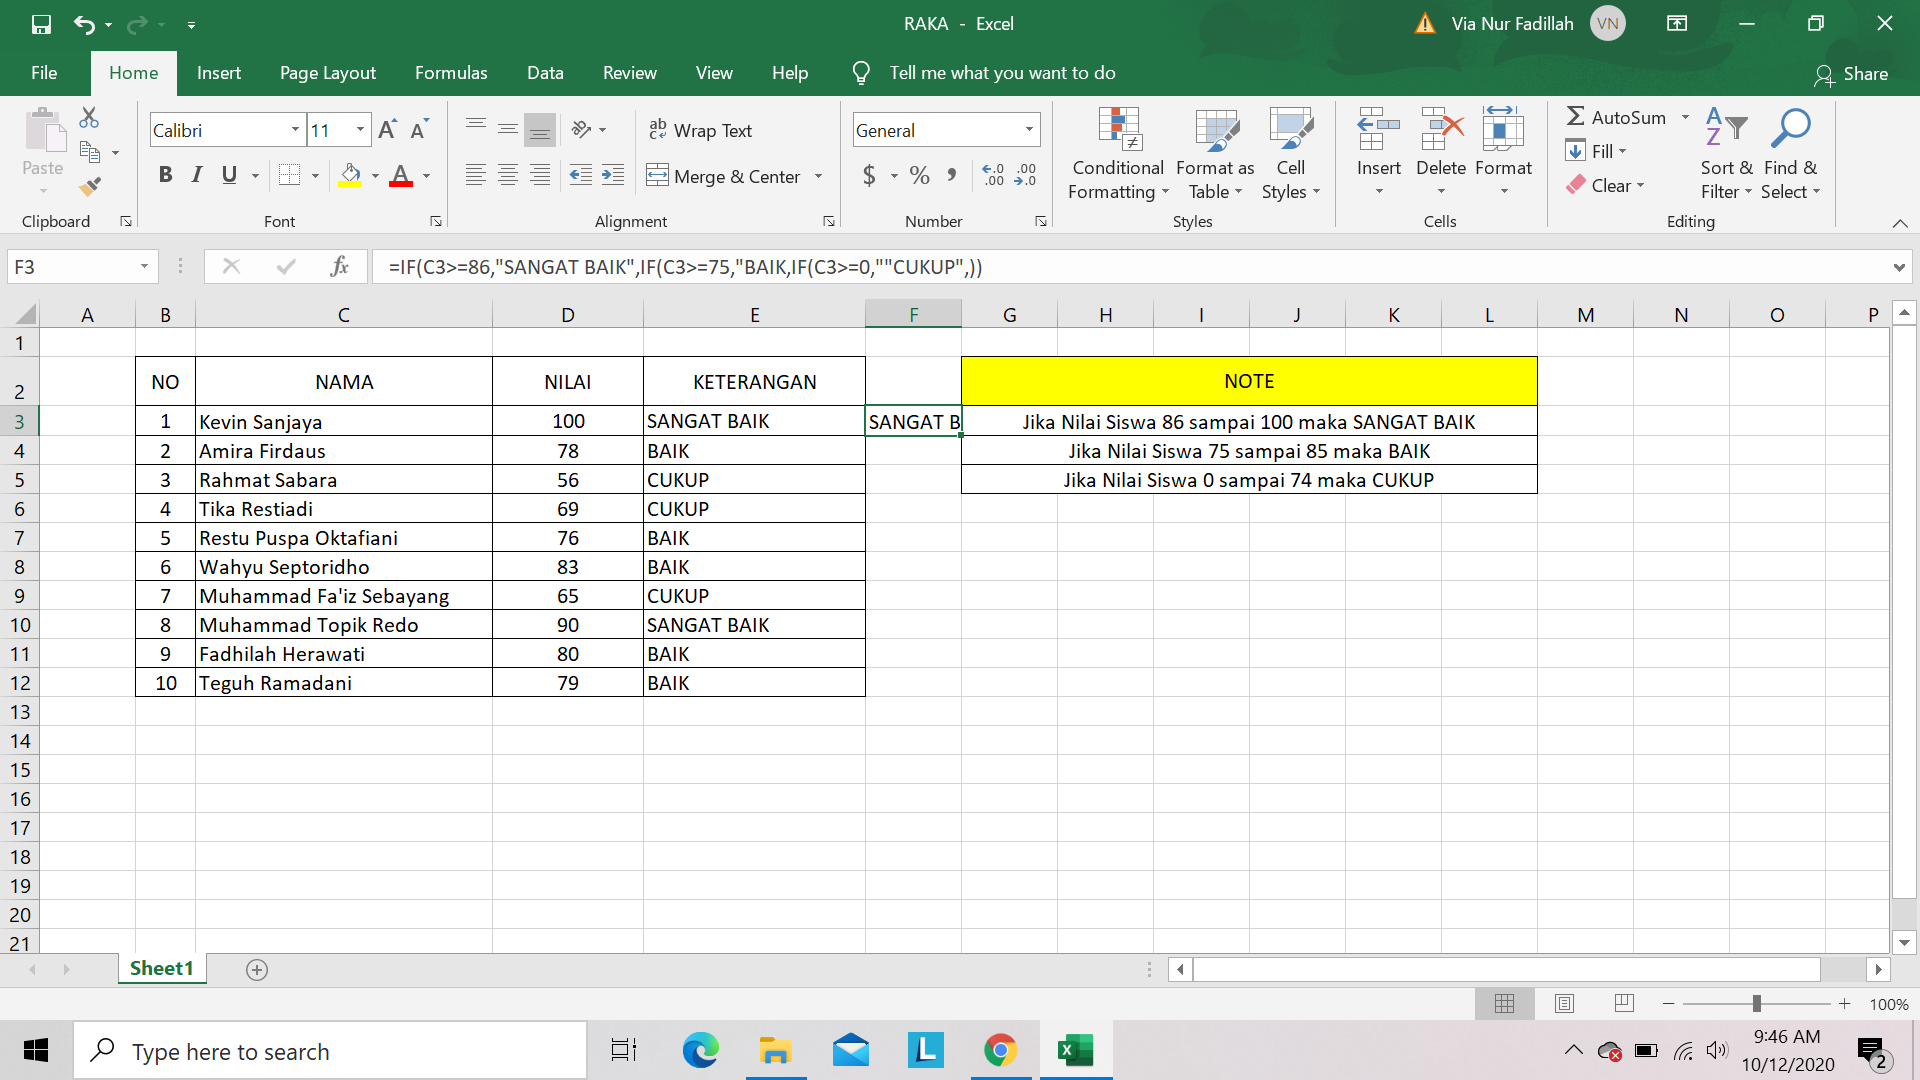 RAKA - Excel
Via Nur Fadillah VN
File Home Insert Page Layout Formulas Data Review View Help Tell me what you want to do Share
Paste
Clipboard
Calibri 11 A A
B I U A
Font
ab c Wrap Text
Merge & Center
Alignment
General
$ % , .0 .00 .00 .0
Number
Conditional Formatting
Format as Table
Cell Styles
Styles
Insert Delete Format
Cells
AutoSum
Fill
Clear
Sort & Filter
Find & Select
Editing
F3 fx =IF(C3>=86,"SANGAT BAIK",IF(C3>=75,"BAIK,IF(C3>=0,""CUKUP",))
A B C D E F G H I J K L M N O P
1
2 NO NAMA NILAI KETERANGAN NOTE
3 1 Kevin Sanjaya 100 SANGAT BAIK SANGAT B Jika Nilai Siswa 86 sampai 100 maka SANGAT BAIK
4 2 Amira Firdaus 78 BAIK Jika Nilai Siswa 75 sampai 85 maka BAIK
5 3 Rahmat Sabara 56 CUKUP Jika Nilai Siswa 0 sampai 74 maka CUKUP
6 4 Tika Restiadi 69 CUKUP
7 5 Restu Puspa Oktafiani 76 BAIK
8 6 Wahyu Septoridho 83 BAIK
9 7 Muhammad Fa'iz Sebayang 65 CUKUP
10 8 Muhammad Topik Redo 90 SANGAT BAIK
11 9 Fadhilah Herawati 80 BAIK
12 10 Teguh Ramadani 79 BAIK
13
14
15
16
17
18
19
20
21
Sheet1
100%
Type here to search
L
9:46 AM
10/12/2020
2